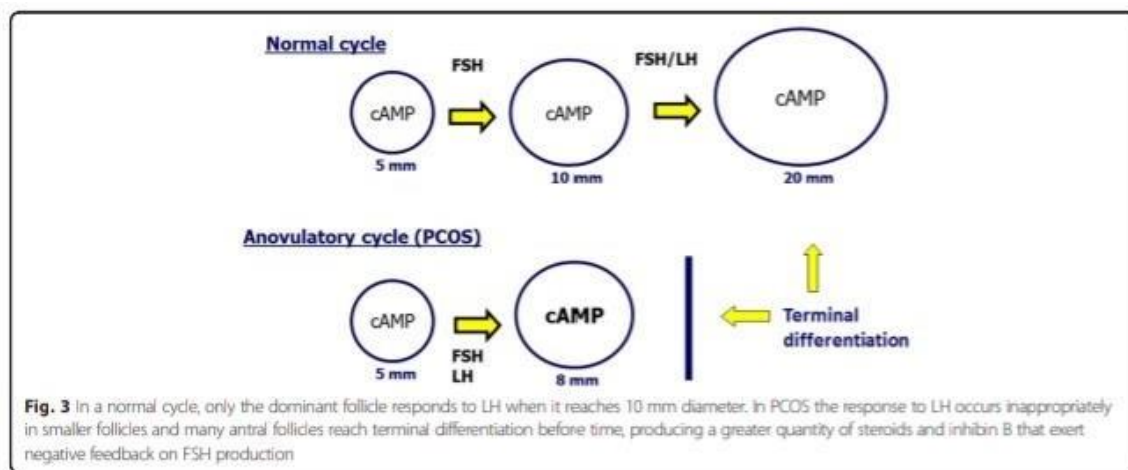 Normal cycle
FSH
FSH/LH
cAMP
cAMP
cAMP
5 mm
10 mm
20 mm
Anovulatory cycle (PCOS)
cAMP
cAMP
FSH
LH
5 mm
8 mm
Terminal
differentiation
Fig. 3 In a normal cycle, only the dominant follicle responds to LH when it reaches 10 mm diameter. In PCOS the response to LH occurs inappropriately
in smaller follicles and many antral follicles reach terminal differentiation before time, producing a greater quantity of steroids and inhibin B that exert
negative feedback on FSH production